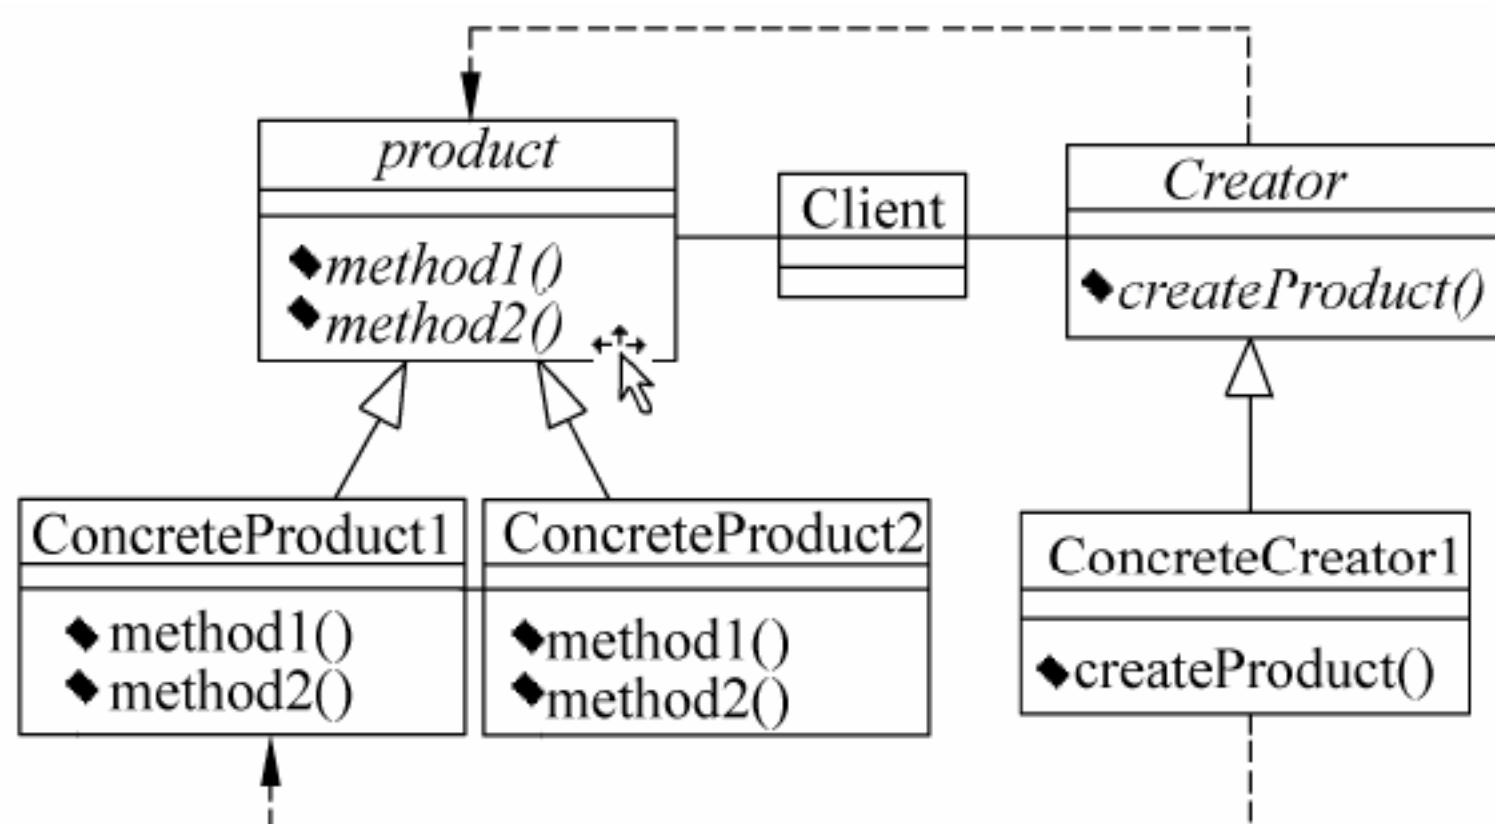 product
method1()
method2()
Client
Creator
createProduct()
ConcreteProduct1
method1()
method2()
ConcreteProduct2
method1()
method2()
ConcreteCreator1
createProduct()